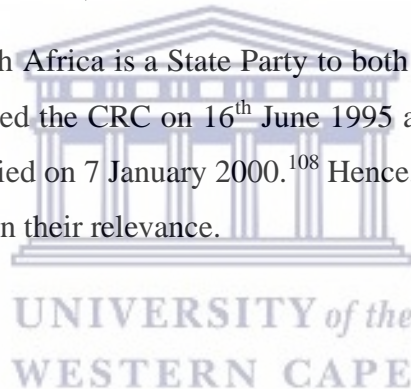 h Africa is a State Party to both
ed the CRC on 16th June 1995 a
ied on 7 January 2000.108 Hence
n their relevance.
UNIVERSITY of the
WESTERN CAPE